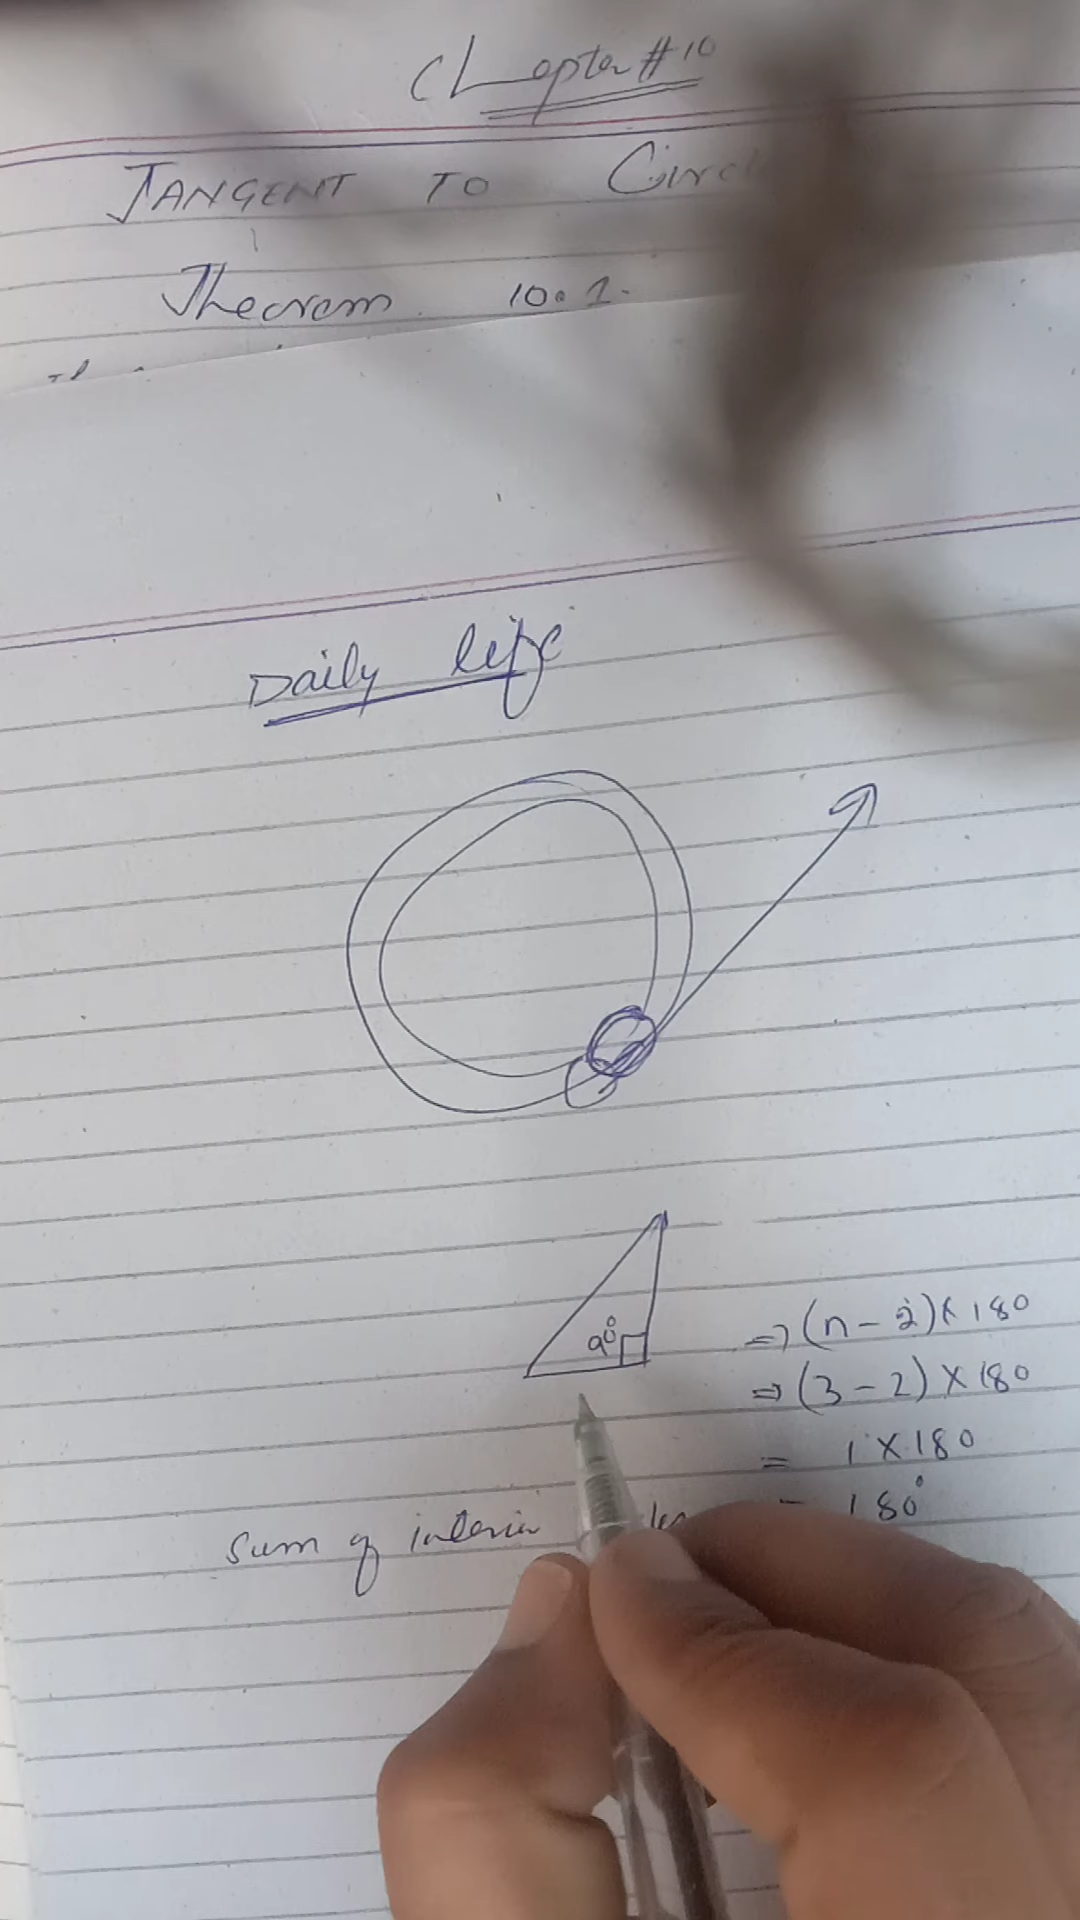 Chapter # 10
TANGENT TO Circl
Theorem 10.1.
Daily life
90°
=> (n - 2) × 180
=> (3 - 2) × 180
= 1 × 180
= 180°
Sum of interior